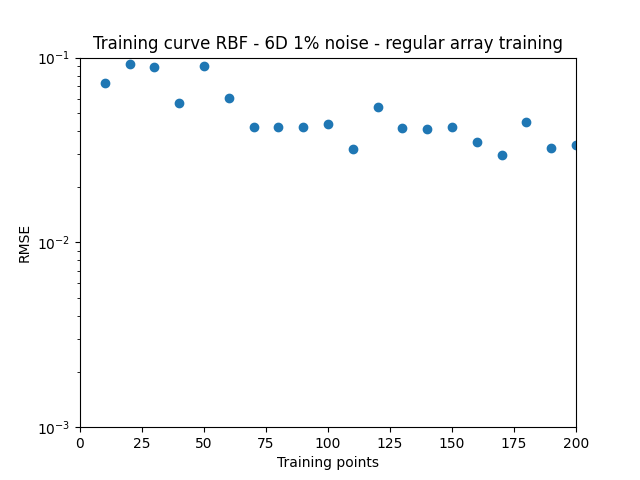 Training curve RBF - 6D 1% noise - regular array training
10⁻¹
10⁻²
10⁻³
RMSE
0 25 50 75 100 125 150 175 200
Training points